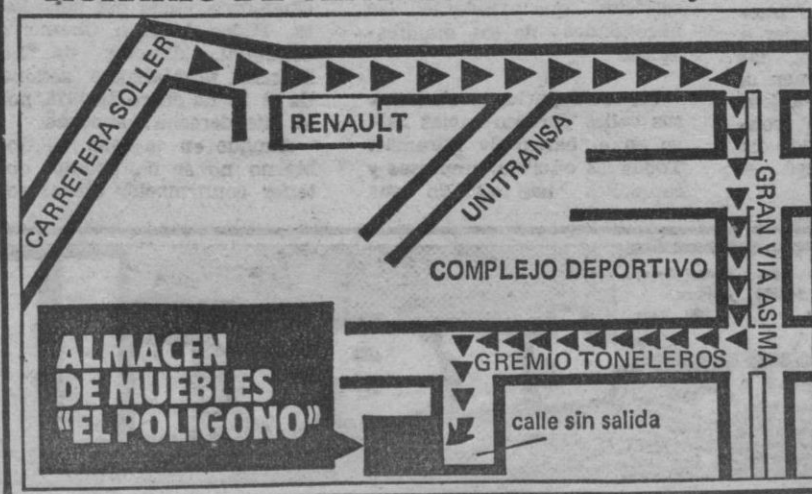 CARRETERA SOLLER
RENAULT
UNITRANSA
GRAN VIA ASIMA
COMPLEJO DEPORTIVO
GREMIO TONELEROS
ALMACEN
DE MUEBLES
"EL POLIGONO"
calle sin salida